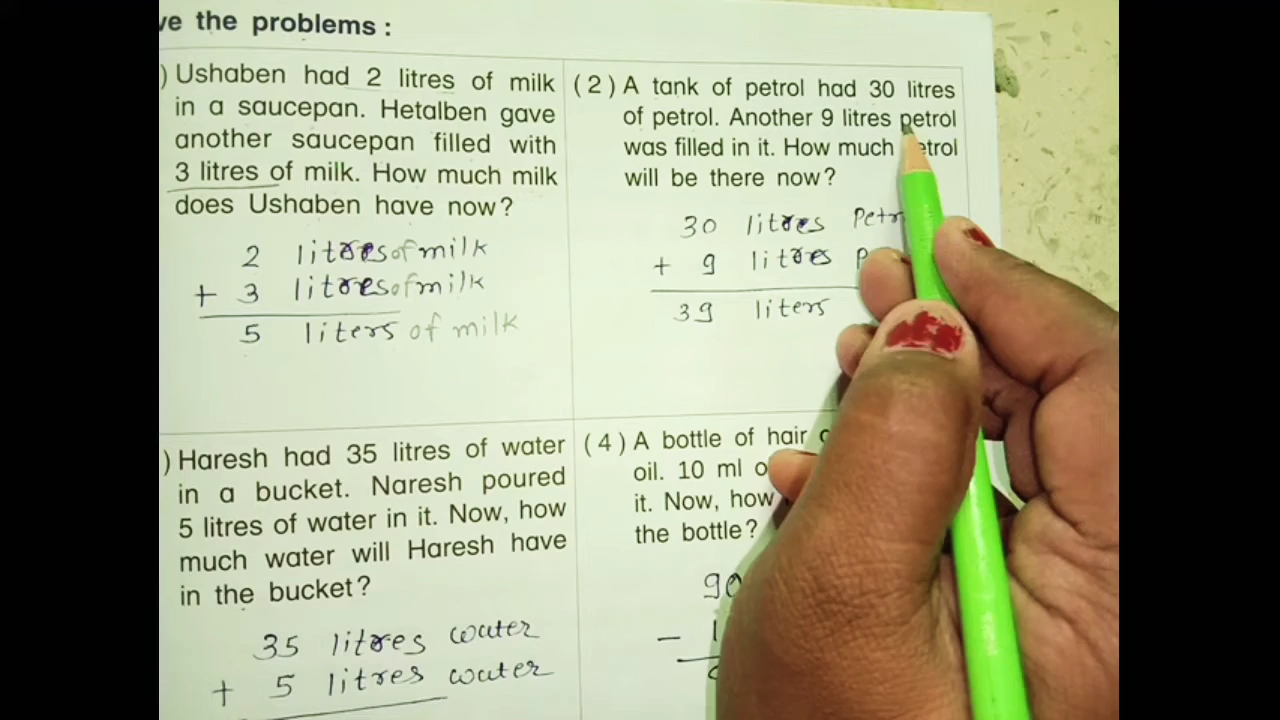 ve the problems :
) Ushaben had 2 litres of milk
in a saucepan. Hetalben gave
another saucepan filled with
3 litres of milk. How much milk
does Ushaben have now?
2 litres of milk
+ 3 litres of milk
5 liters of milk
(2) A tank of petrol had 30 litres
of petrol. Another 9 litres petrol
was filled in it. How much petrol
will be there now?
30 litres Petr
+ 9 litres P
39 liters
) Haresh had 35 litres of water
in a bucket. Naresh poured
5 litres of water in it. Now, how
much water will Haresh have
in the bucket?
35 litres water
+ 5 litres water
(4) A bottle of hair
oil. 10 ml
it. Now, how
the bottle?
90
- 1